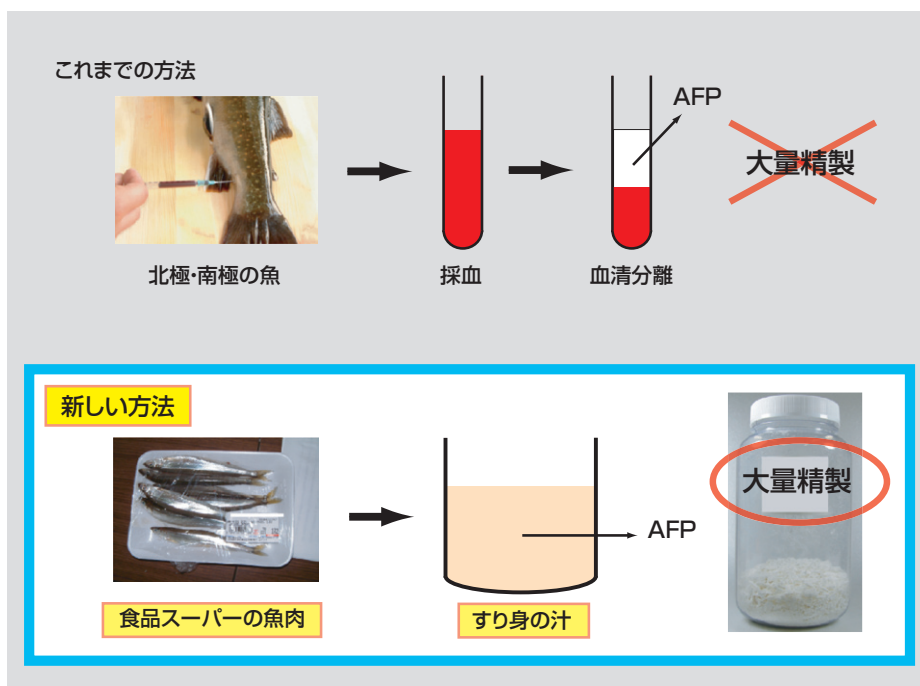 これまでの方法
AFP
大量精製
北極・南極の魚
採血
血清分離
新しい方法
大量精製
AFP
食品スーパーの魚肉
すり身の汁